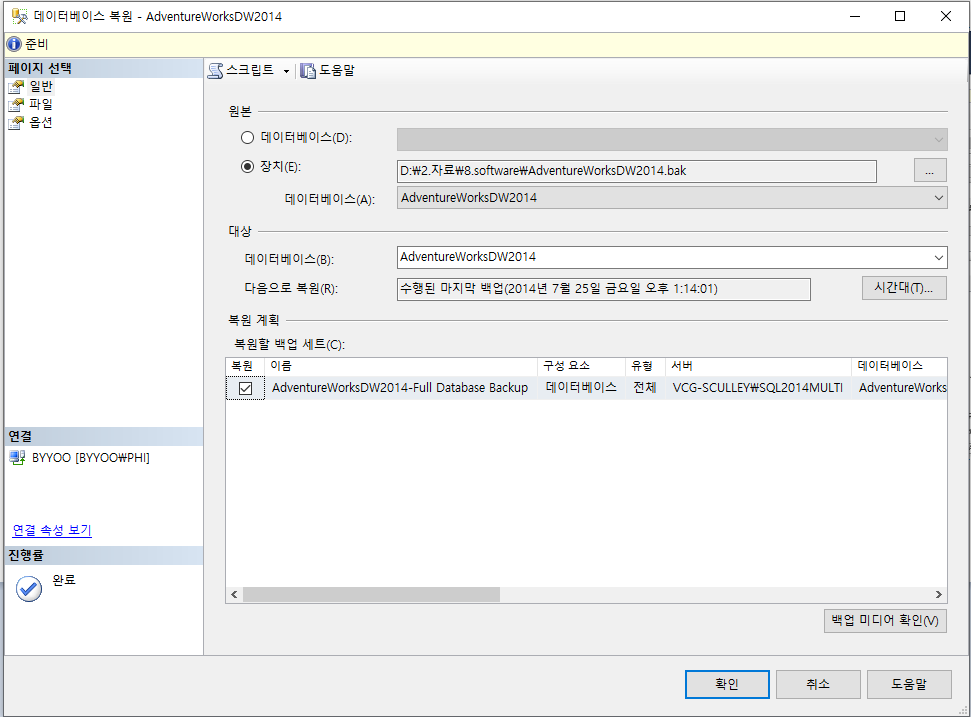 데이터베이스 복원 - AdventureWorksDW2014
준비
페이지 선택
일반
파일
옵션
스크립트
도움말
원본
데이터베이스(D):
장치(E):
D:₩2.자료₩8.software₩AdventureWorksDW2014.bak
...
데이터베이스(A):
AdventureWorksDW2014
대상
데이터베이스(B):
AdventureWorksDW2014
다음으로 복원(R):
수행된 마지막 백업(2014년 7월 25일 금요일 오후 1:14:01)
시간대(T)...
복원 계획
복원할 백업 세트(C):
복원 이름 구성 요소 유형 서버 데이터베이스
AdventureWorksDW2014-Full Database Backup 데이터베이스 전체 VCG-SCULLEY₩SQL2014MULTI AdventureWorks
백업 미디어 확인(V)
연결
BYYOO [BYYOO₩PHI]
연결 속성 보기
진행률
완료
확인
취소
도움말